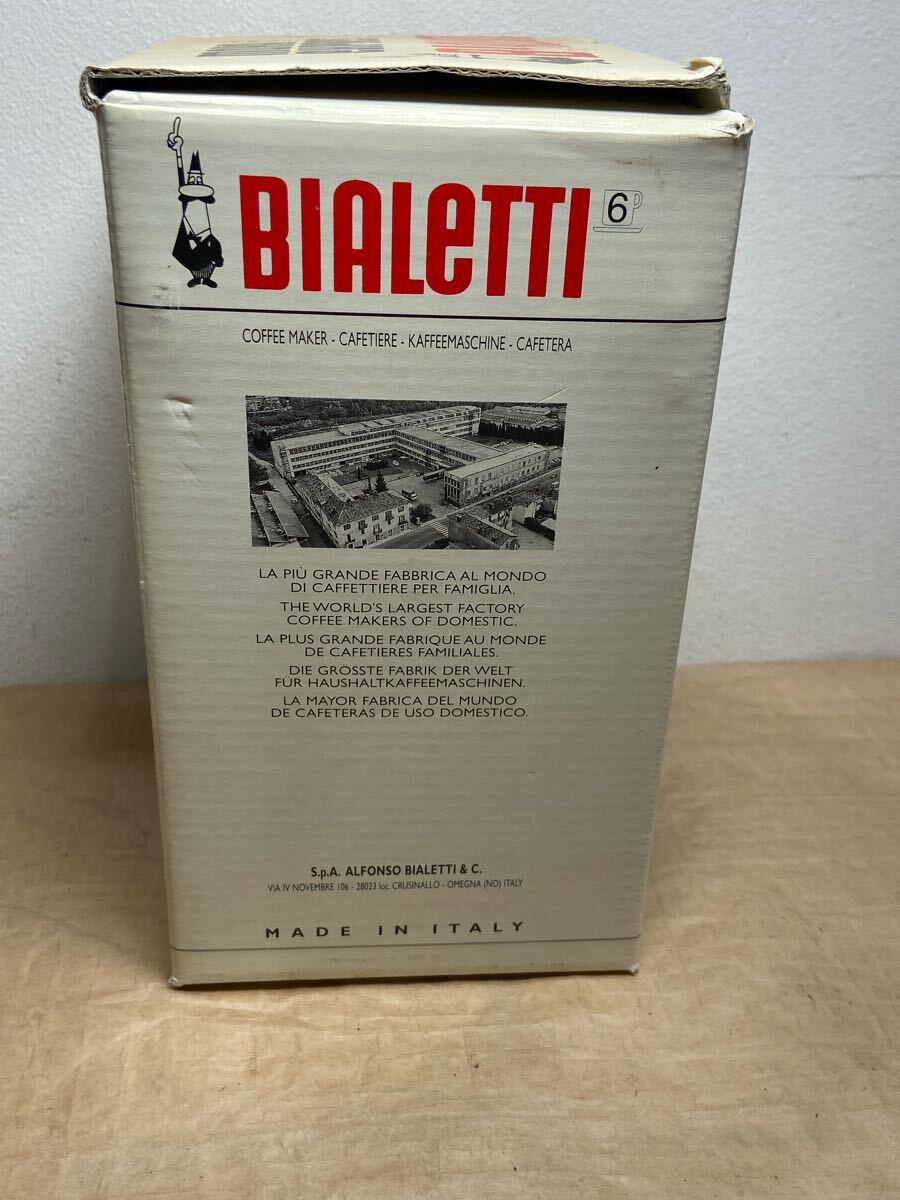 BIALETTI 6
COFFEE MAKER - CAFETIERE - KAFFEEMASCHINE - CAFETERA
LA PIÙ GRANDE FABBRICA AL MONDO
DI CAFFETTIERE PER FAMIGLIA.
THE WORLD'S LARGEST FACTORY
COFFEE MAKERS OF DOMESTIC.
LA PLUS GRANDE FABRIQUE AU MONDE
DE CAFETIERES FAMILIALES.
DIE GRÖSSTE FABRIK DER WELT
FÜR HAUSHALTKAFFEEMASCHINEN.
LA MAYOR FABRICA DEL MUNDO
DE CAFETERAS DE USO DOMESTICO.
S.p.A. ALFONSO BIALETTI & C.
VIA IV NOVEMBRE 106 - 28023 loc. CRUSINALLO - OMEGNA (NO) ITALY
MADE IN ITALY